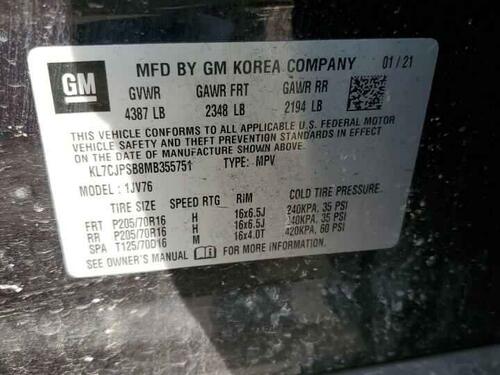 GM
MFD BY GM KOREA COMPANY 01/21
GVWR GAWR FRT GAWR RR
4387 LB 2348 LB 2194 LB
THIS VEHICLE CONFORMS TO ALL APPLICABLE U.S. FEDERAL MOTOR
VEHICLE SAFETY AND THEFT PREVENTION STANDARDS IN EFFECT
ON THE DATE OF MANUFACTURE SHOWN ABOVE.
KL7CJPSB8MB355751 TYPE: MPV
MODEL: 1JV76
TIRE SIZE SPEED RTG RIM COLD TIRE PRESSURE
FRT P205/70R16 H 16x6.5J 240KPA, 35 PSI
RR P205/70R16 H 16x6.5J 240KPA, 35 PSI
SPA T125/70D16 M 16x4.0T 420KPA, 60 PSI
SEE OWNER'S MANUAL FOR MORE INFORMATION.